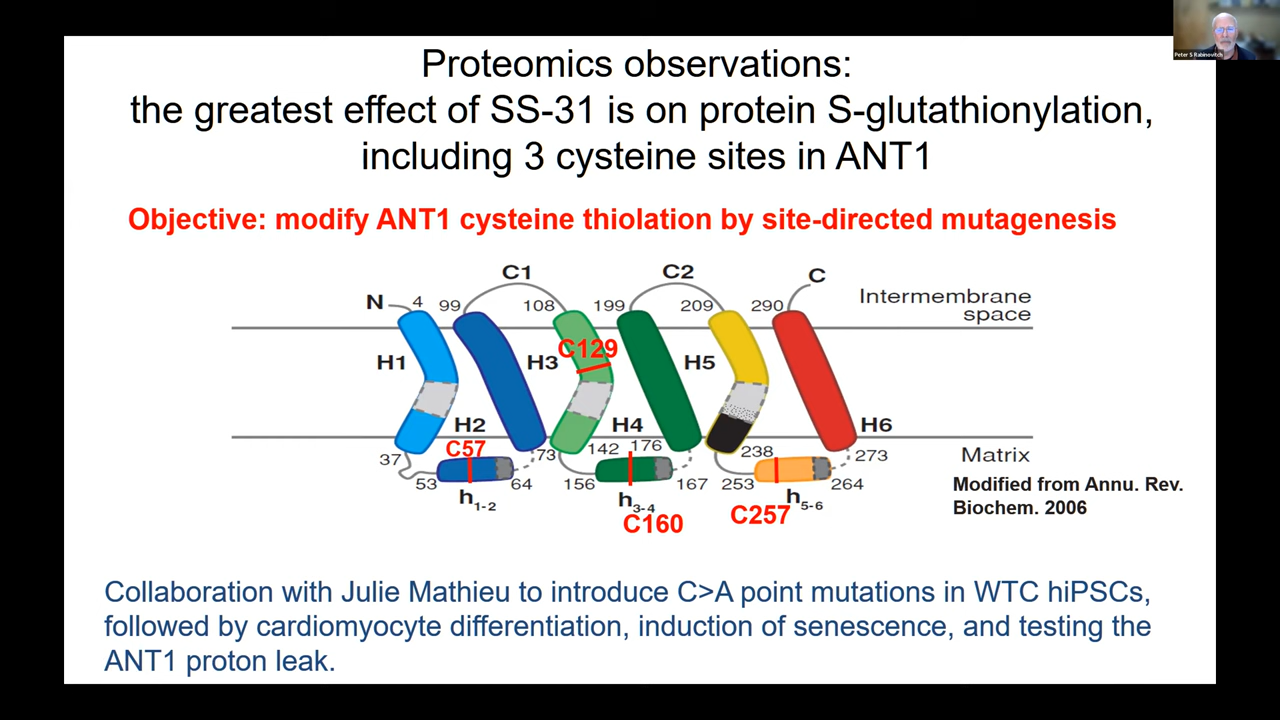 Peter S Rabinovitch
Proteomics observations:
the greatest effect of SS-31 is on protein S-glutathionylation,
including 3 cysteine sites in ANT1
Objective: modify ANT1 cysteine thiolation by site-directed mutagenesis
C1 C2 C
N 4 99 108 199 209 290 Intermembrane
space
C129
H1 H3 H5
H2 H4 H6
C57
37 73 142 176 238 273 Matrix
53 64 156 167 253 264
h1-2 h3-4 h5-6
C160 C257
Modified from Annu. Rev.
Biochem. 2006
Collaboration with Julie Mathieu to introduce C>A point mutations in WTC hiPSCs,
followed by cardiomyocyte differentiation, induction of senescence, and testing the
ANT1 proton leak.